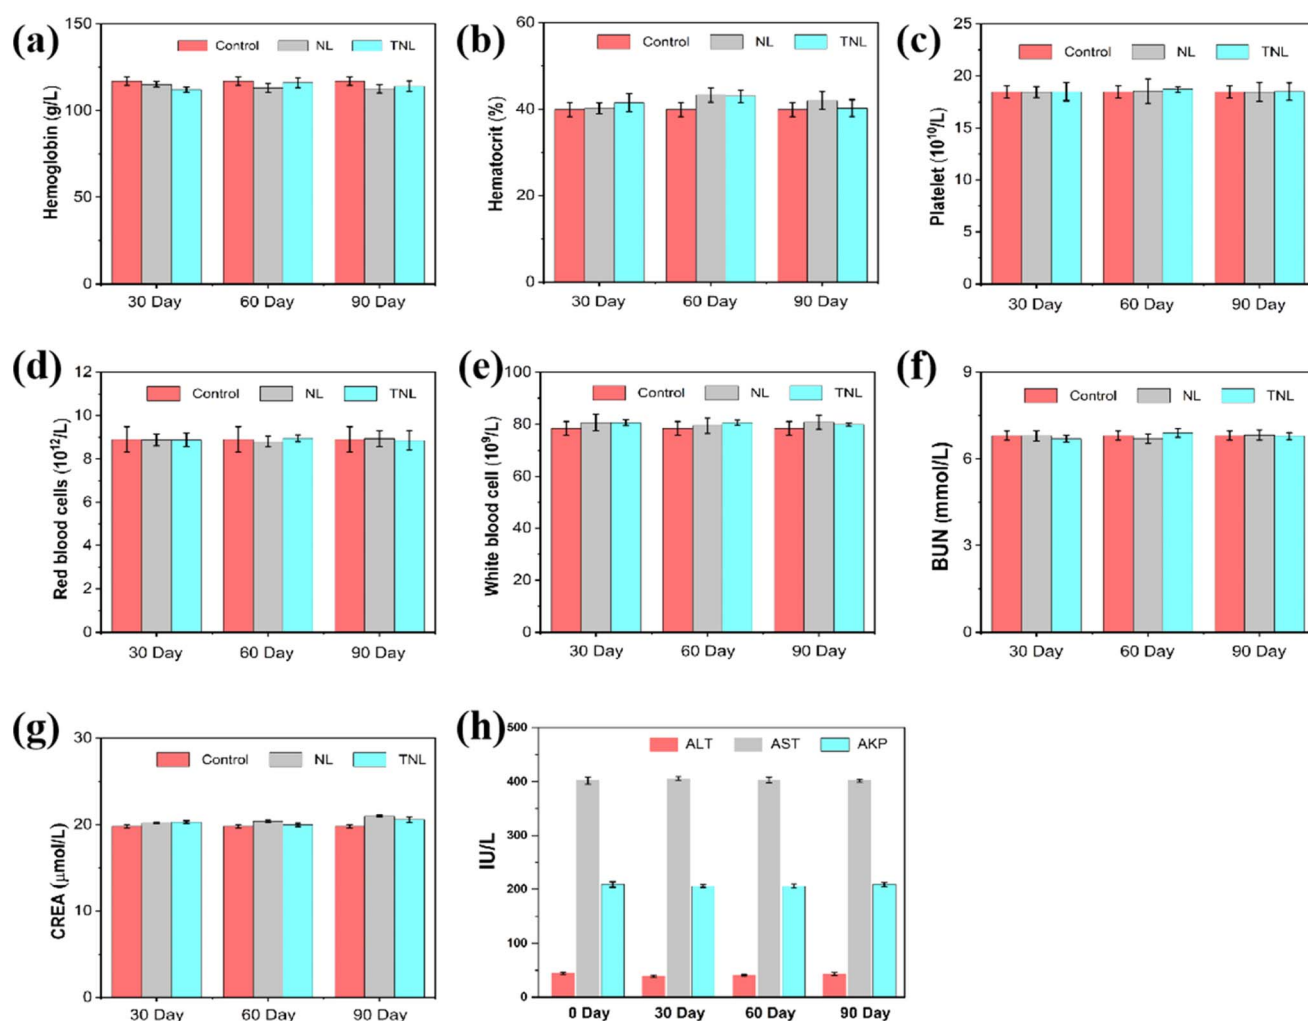 (a)
Control NL TNL
Hemoglobin (g/L)
150
100
50
0
30 Day 60 Day 90 Day
(b)
Control NL TNL
Hematocrit (%)
60
40
20
0
30 Day 60 Day 90 Day
(c)
Control NL TNL
Platelet (10¹⁰/L)
25
20
15
10
5
0
30 Day 60 Day 90 Day
(d)
Control NL TNL
Red blood cells (10¹²/L)
12
10
8
6
4
2
0
30 Day 60 Day 90 Day
(e)
Control NL TNL
White blood cell (10⁹/L)
100
80
60
40
20
0
30 Day 60 Day 90 Day
(f)
Control NL TNL
BUN (mmol/L)
9
6
3
0
30 Day 60 Day 90 Day
(g)
Control NL TNL
CREA (μmol/L)
30
20
10
0
30 Day 60 Day 90 Day
(h)
ALT AST AKP
IU/L
500
400
300
200
100
0
0 Day 30 Day 60 Day 90 Day